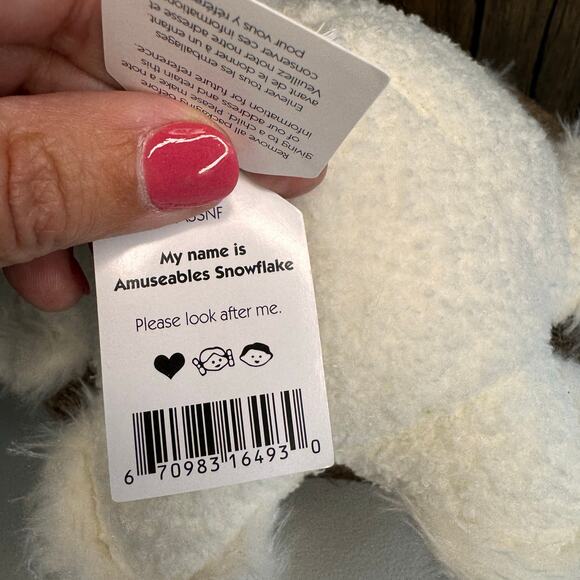 Remove all packaging before
giving to a child. Please make a note
of our address and retain this
information for future reference.
Enlever tous les emballages
avant de le donner à un enfant.
Veuillez noter notre adresse et
conserver ces informations
pour vous y référer
My name is
Amuseables Snowflake
Please look after me.
6 70983 16493 0